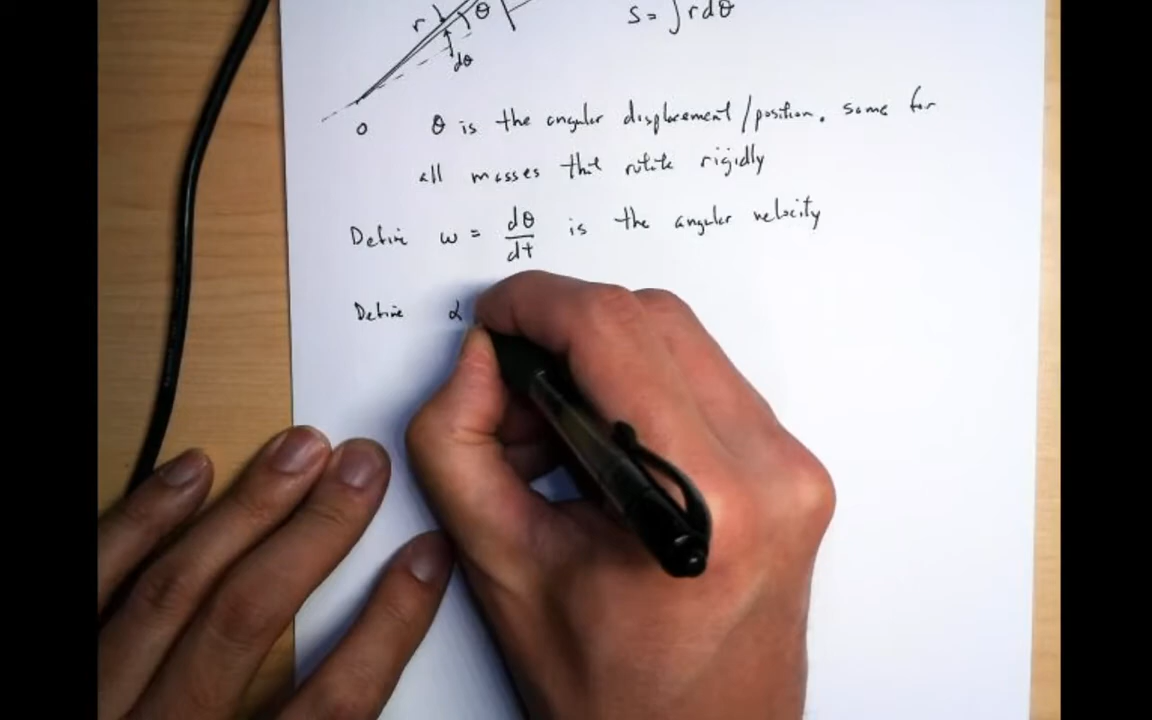 r θ S = ∫ r dθ
dθ
o θ is the angular displacement/position. same for
all masses that rotate rigidly
Define ω = dθ/dt is the angular velocity
Define α